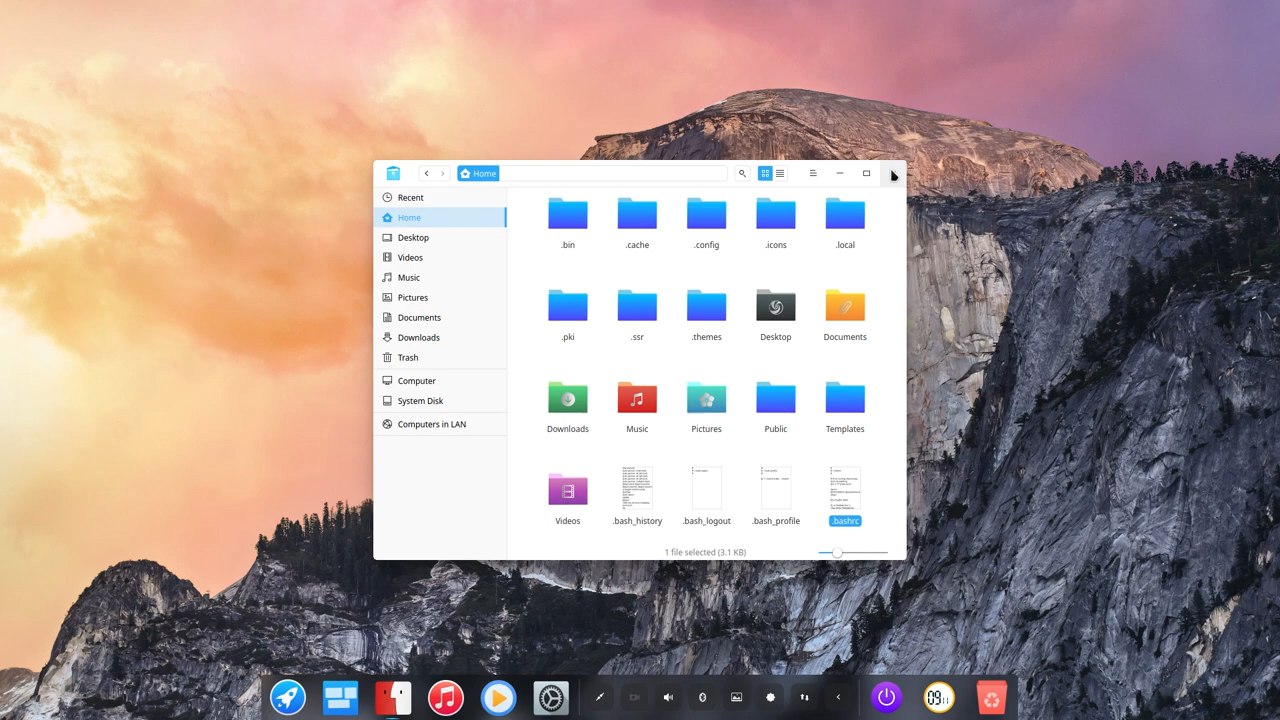 Home
Recent
Home
Desktop
Videos
Music
Pictures
Documents
Downloads
Trash
Computer
System Disk
Computers in LAN
.bin
.cache
.config
.icons
.local
.pki
.ssr
.themes
Desktop
Documents
Downloads
Music
Pictures
Public
Templates
Videos
.bash_history
.bash_logout
.bash_profile
.bashrc
1 file selected (3.1 KB)